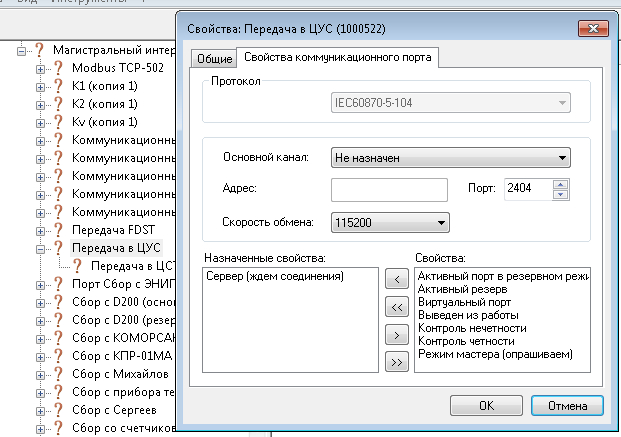 Вид Инструменты
Магистральный интер
Modbus TCP-502
К1 (копия 1)
К2 (копия 1)
Kv (копия 1)
Коммуникационны
Коммуникационны
Коммуникационны
Коммуникационны
Коммуникационны
Передача FDST
Передача в ЦУС
Передача в ЦСТ
Порт Сбор с ЭНИП
Сбор с D200 (осно
Сбор с D200 (резер
Сбор с КОМОРСАН
Сбор с КПР-01МА
Сбор с Михайлов
Сбор с прибора те
Сбор с Сергеев
Сбор со счетчиков
Свойства: Передача в ЦУС (1000522)
Общие
Свойства коммуникационного порта
Протокол
IEC60870-5-104
Основной канал:
Не назначен
Адрес:
Порт:
2404
Скорость обмена:
115200
Назначенные свойства:
Сервер (ждем соединения)
<
<<
>
>>
Свойства:
Активный порт в резервном режи
Активный резерв
Виртуальный порт
Выведен из работы
Контроль нечетности
Контроль четности
Режим мастера (опрашиваем)
OK
Отмена